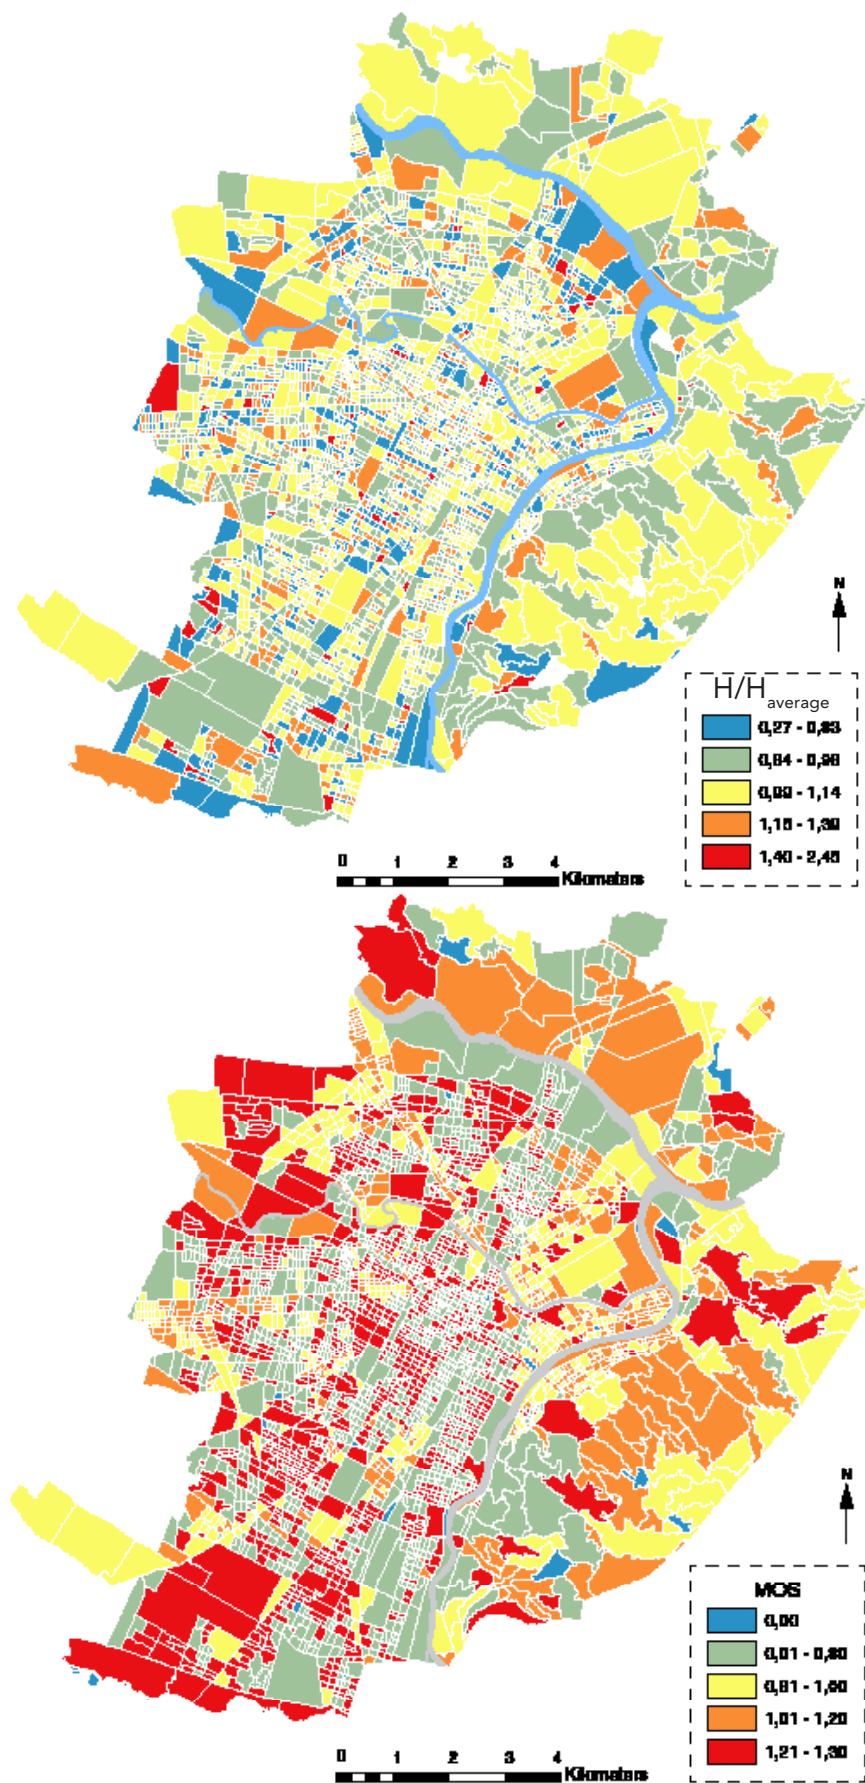 N
H/H average
0,27 - 0,83
0,84 - 0,98
0,99 - 1,14
1,15 - 1,39
1,40 - 2,45
0 1 2 3 4
Kilometers
N
MOS
0,00
0,01 - 0,80
0,81 - 1,00
1,01 - 1,20
1,21 - 1,30
0 1 2 3 4
Kilometers